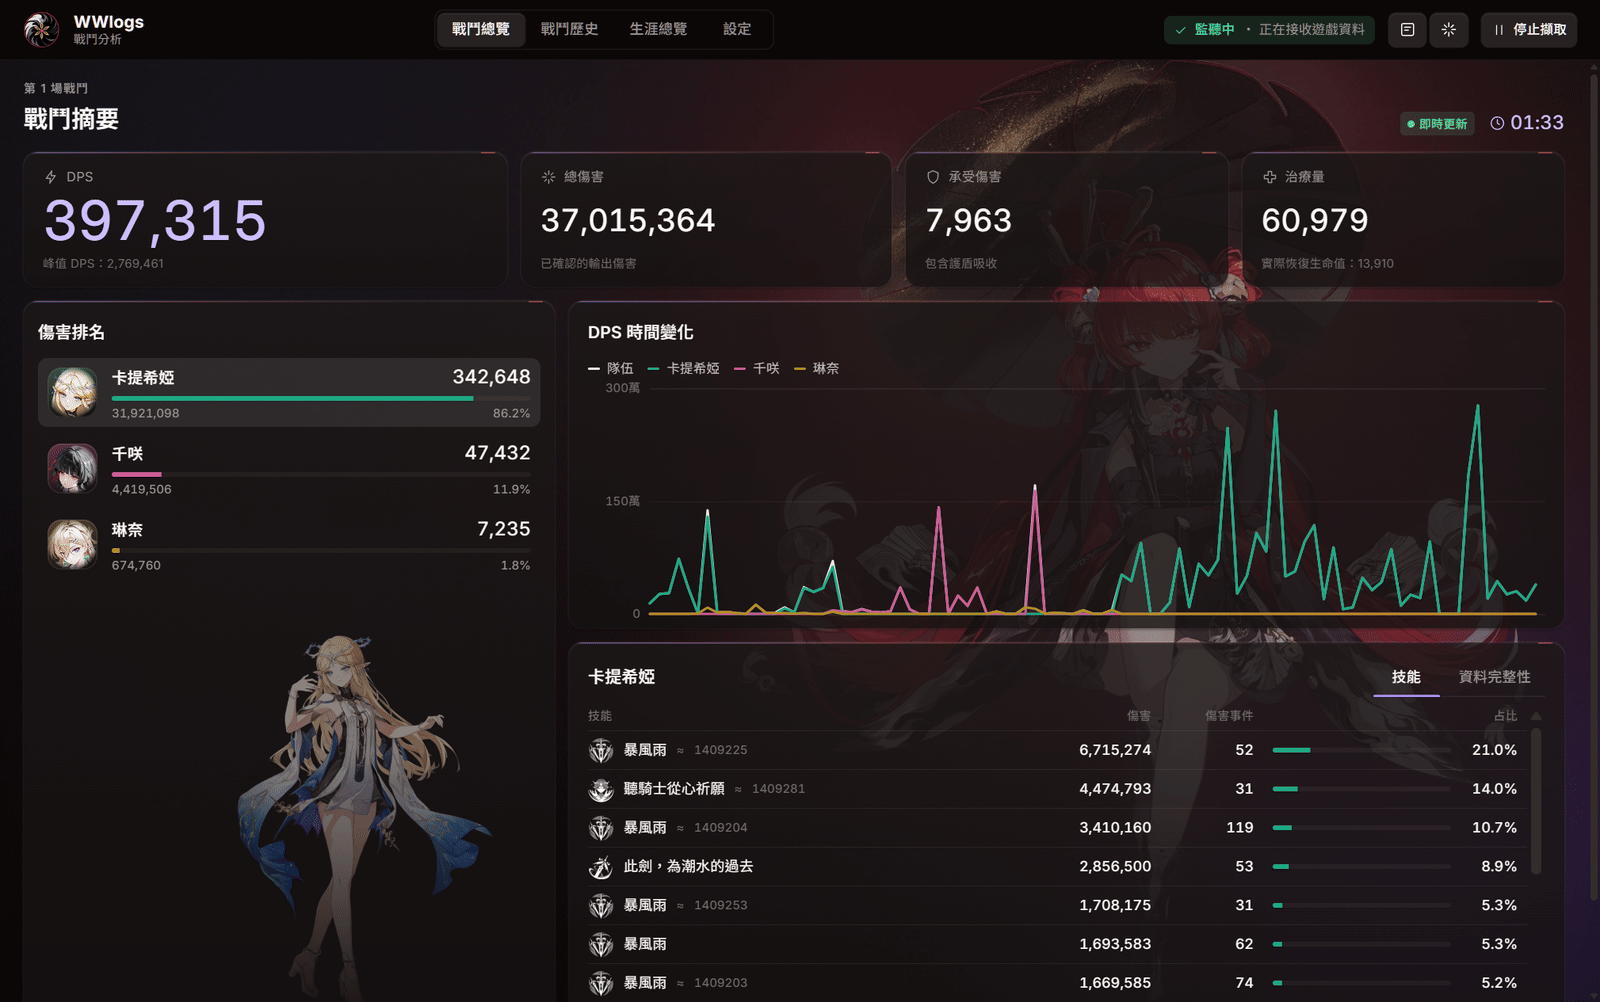 WWlogs
戰鬥分析
戰鬥總覽 戰鬥歷史 生涯總覽 設定
監聽中 · 正在接收遊戲資料
停止擷取
第 1 場戰鬥
戰鬥摘要
即時更新 01:33
DPS
397,315
峰值 DPS：2,769,461
總傷害
37,015,364
已確認的輸出傷害
承受傷害
7,963
包含護盾吸收
治療量
60,979
實際恢復生命值：13,910
傷害排名
卡提希婭 342,648
31,921,098 86.2%
千咲 47,432
4,419,506 11.9%
琳奈 7,235
674,760 1.8%
DPS 時間變化
隊伍 卡提希婭 千咲 琳奈
300萬
150萬
0
卡提希婭 技能 資料完整性
技能 傷害 傷害事件 占比
暴風雨 ≈ 1409225 6,715,274 52 21.0%
聽騎士從心祈願 ≈ 1409281 4,474,793 31 14.0%
暴風雨 ≈ 1409204 3,410,160 119 10.7%
此劍，為潮水的過去 2,856,500 53 8.9%
暴風雨 ≈ 1409253 1,708,175 31 5.3%
暴風雨 1,693,583 62 5.3%
暴風雨 ≈ 1409203 1,669,585 74 5.2%